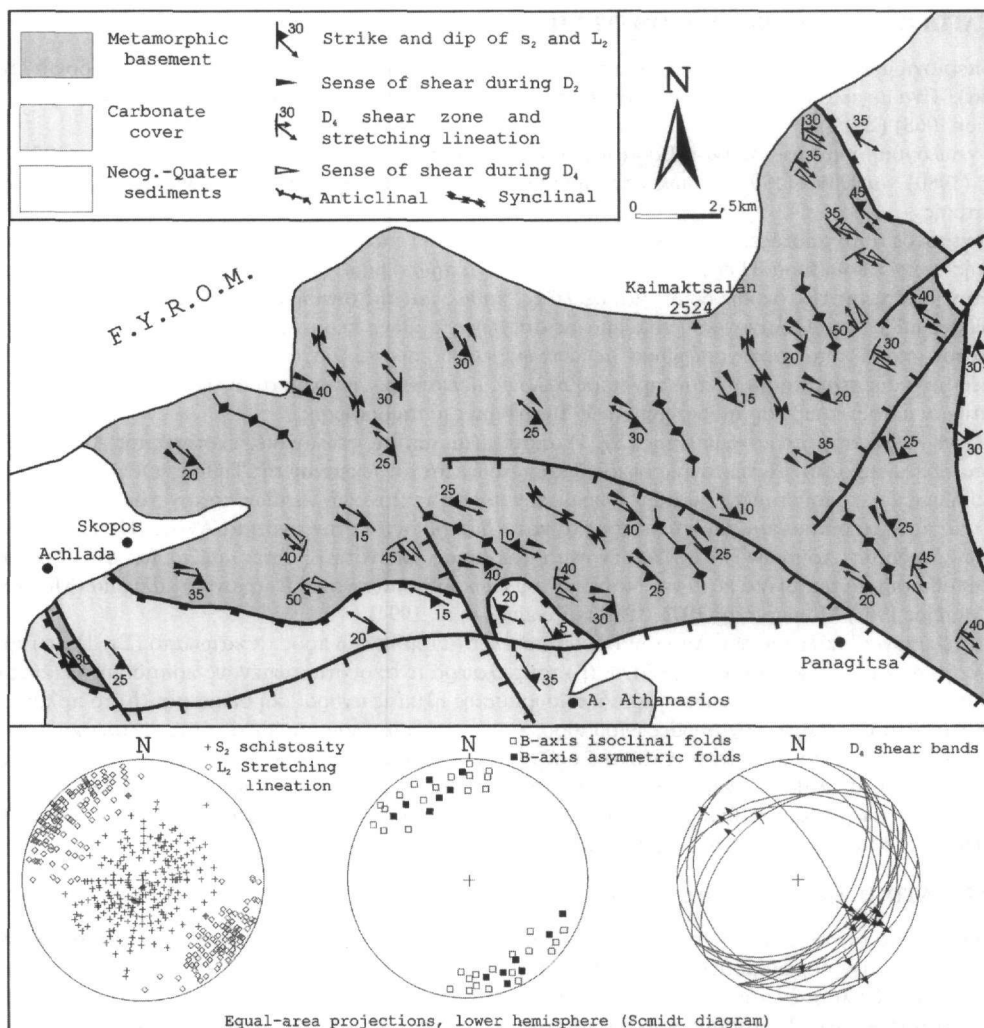 Metamorphic
basement
Carbonate
cover
Neog.-Quater
sediments
30
Strike and dip of s₂ and L₂
Sense of shear during D₂
30
D₄ shear zone and
stretching lineation
Sense of shear during D₄
Anticlinal
Synclinal
N
0 2,5km
F.Y.R.O.M.
Kaimaktsalan
2524
30
35
35
45
35
40
50
30
20
30
40
30
30
15
20
25
30
25
35
25
30
20
25
15
10
40
10
25
40
45
40
25
45
35
50
40
25
20
20
15
20
5
30
40
30
25
35
Skopos
Achlada
Panagitsa
A. Athanasios
N
+ S₂ schistosity
◇ L₂ Stretching
lineation
N
□ B-axis isoclinal folds
■ B-axis asymmetric folds
N
D₄ shear bands
Equal-area projections, lower hemisphere (Scmidt diagram)